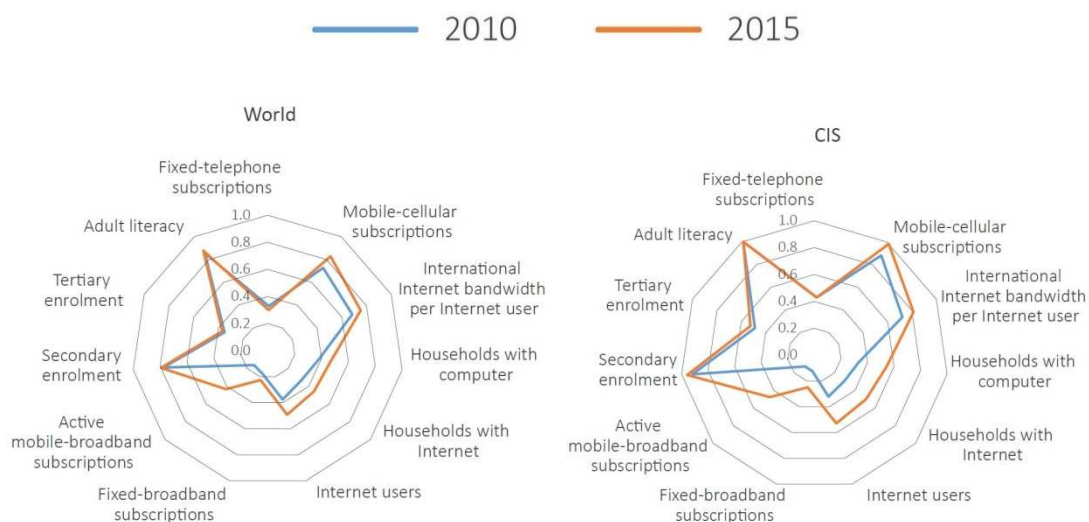 2010
2015
World
Fixed-telephone
subscriptions
1.0
0.8
0.6
0.4
0.2
0.0
Mobile-cellular
subscriptions
International
Internet bandwidth
per Internet user
Households with
computer
Households with
Internet
Internet users
Fixed-broadband
subscriptions
Active
mobile-broadband
subscriptions
Secondary
enrolment
Tertiary
enrolment
Adult literacy
CIS
Fixed-telephone
subscriptions
1.0
0.8
0.6
0.4
0.2
0.0
Mobile-cellular
subscriptions
International
Internet bandwidth
per Internet user
Households with
computer
Households with
Internet
Internet users
Fixed-broadband
subscriptions
Active
mobile-broadband
subscriptions
Secondary
enrolment
Tertiary
enrolment
Adult literacy